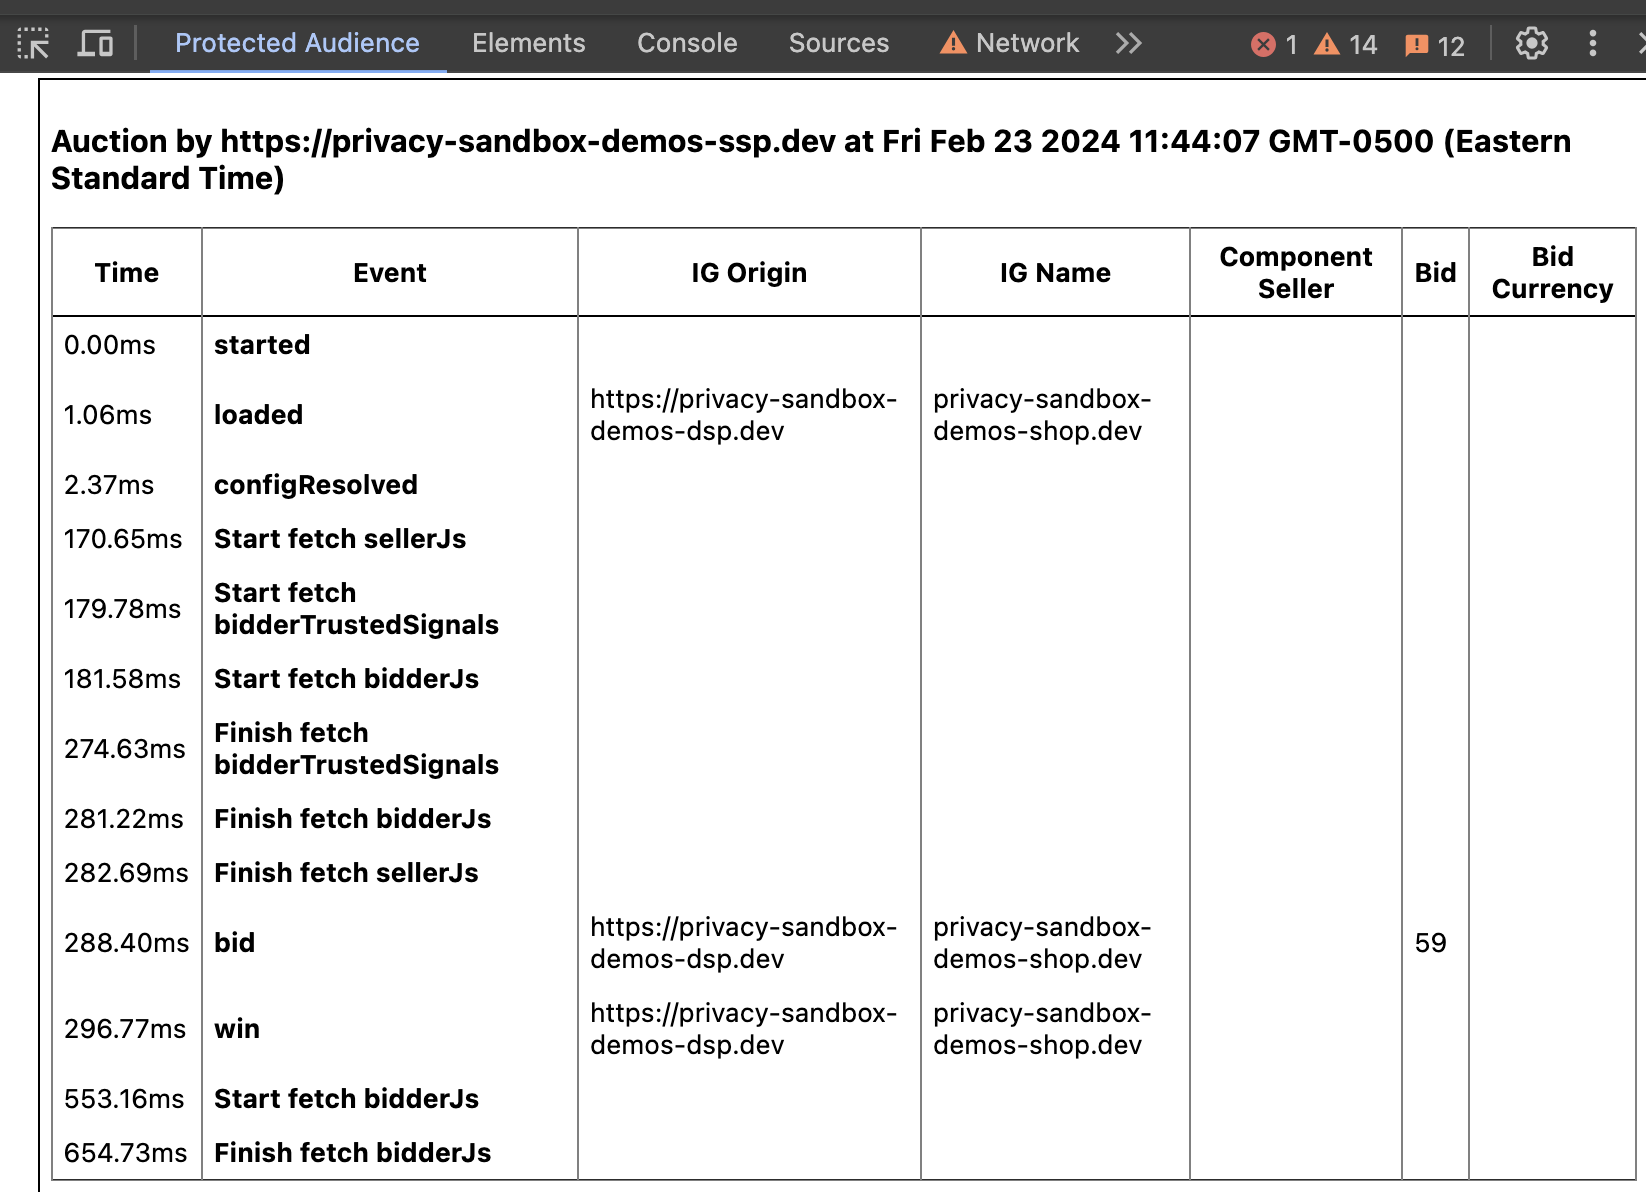 Protected Audience Elements Console Sources Network 1 14 12
Auction by https://privacy-sandbox-demos-ssp.dev at Fri Feb 23 2024 11:44:07 GMT-0500 (Eastern
Standard Time)
Time Event IG Origin IG Name Component Seller Bid Bid Currency
0.00ms started
1.06ms loaded https://privacy-sandbox-demos-dsp.dev privacy-sandbox-demos-shop.dev
2.37ms configResolved
170.65ms Start fetch sellerJs
179.78ms Start fetch bidderTrustedSignals
181.58ms Start fetch bidderJs
274.63ms Finish fetch bidderTrustedSignals
281.22ms Finish fetch bidderJs
282.69ms Finish fetch sellerJs
288.40ms bid https://privacy-sandbox-demos-dsp.dev privacy-sandbox-demos-shop.dev 59
296.77ms win https://privacy-sandbox-demos-dsp.dev privacy-sandbox-demos-shop.dev
553.16ms Start fetch bidderJs
654.73ms Finish fetch bidderJs